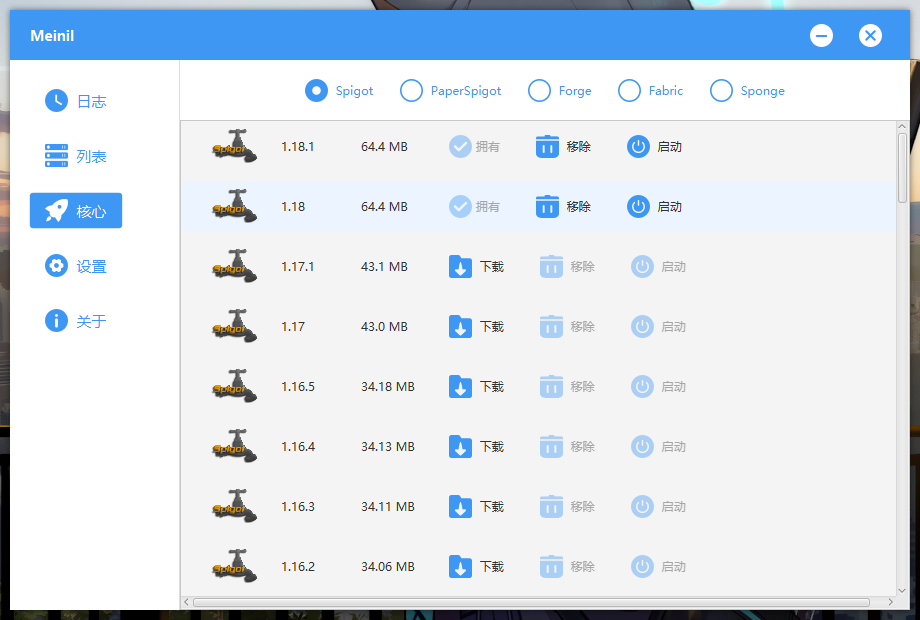 Meinil
日志
列表
核心
设置
关于
Spigot PaperSpigot Forge Fabric Sponge
Spigot 1.18.1 64.4 MB 拥有 移除 启动
Spigot 1.18 64.4 MB 拥有 移除 启动
Spigot 1.17.1 43.1 MB 下载 移除 启动
Spigot 1.17 43.0 MB 下载 移除 启动
Spigot 1.16.5 34.18 MB 下载 移除 启动
Spigot 1.16.4 34.13 MB 下载 移除 启动
Spigot 1.16.3 34.11 MB 下载 移除 启动
Spigot 1.16.2 34.06 MB 下载 移除 启动